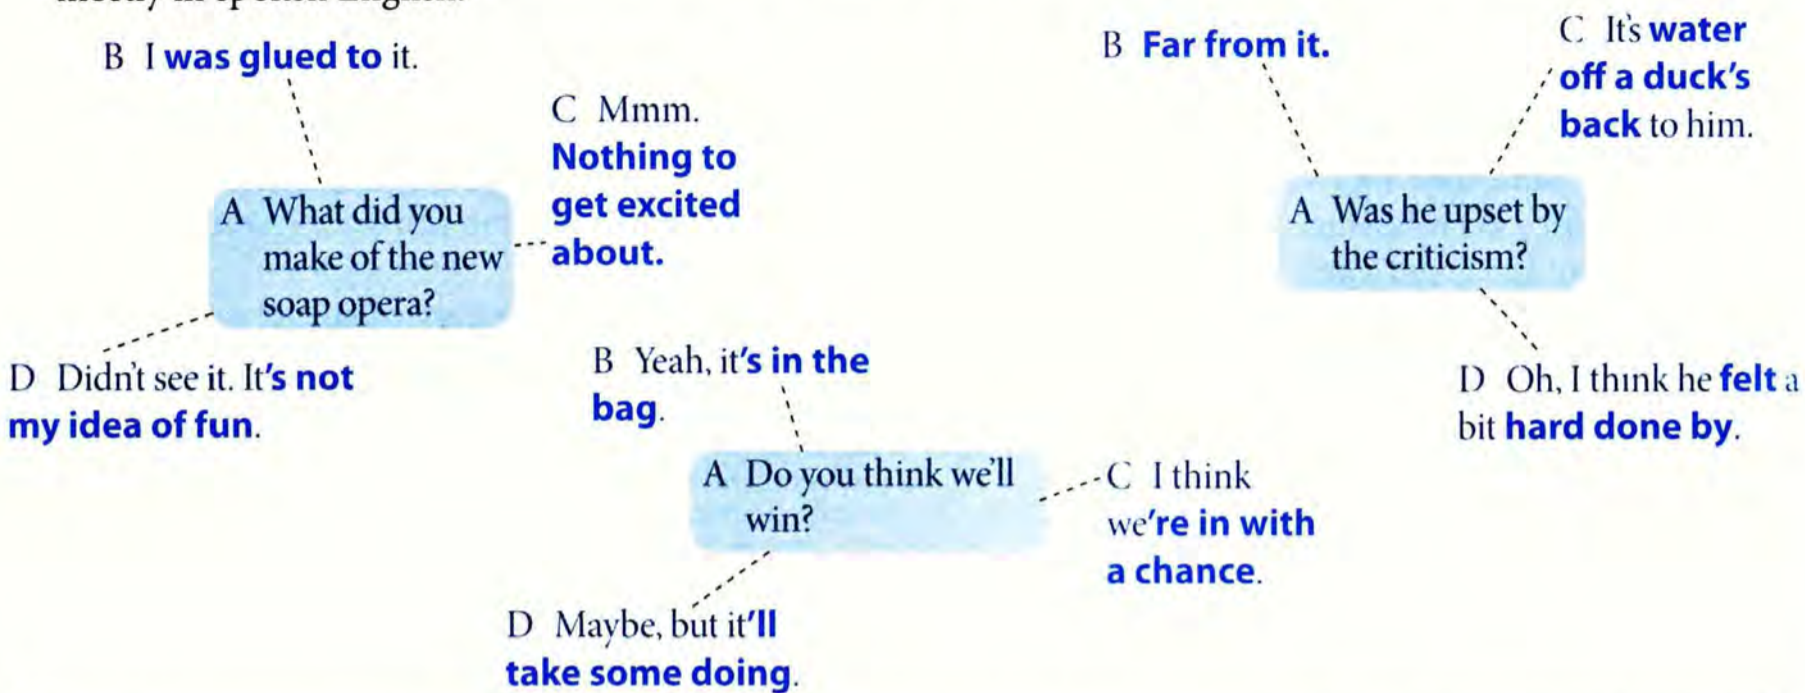 B I was glued to it.
C Mmm.
Nothing to
get excited
about.
A What did you
make of the new
soap opera?
D Didn't see it. It's not
my idea of fun.
B Far from it.
C It's water
off a duck's
back to him.
A Was he upset by
the criticism?
D Oh, I think he felt a
bit hard done by.
B Yeah, it's in the
bag.
A Do you think we'll
win?
C I think
we're in with
a chance.
D Maybe, but it'll
take some doing.